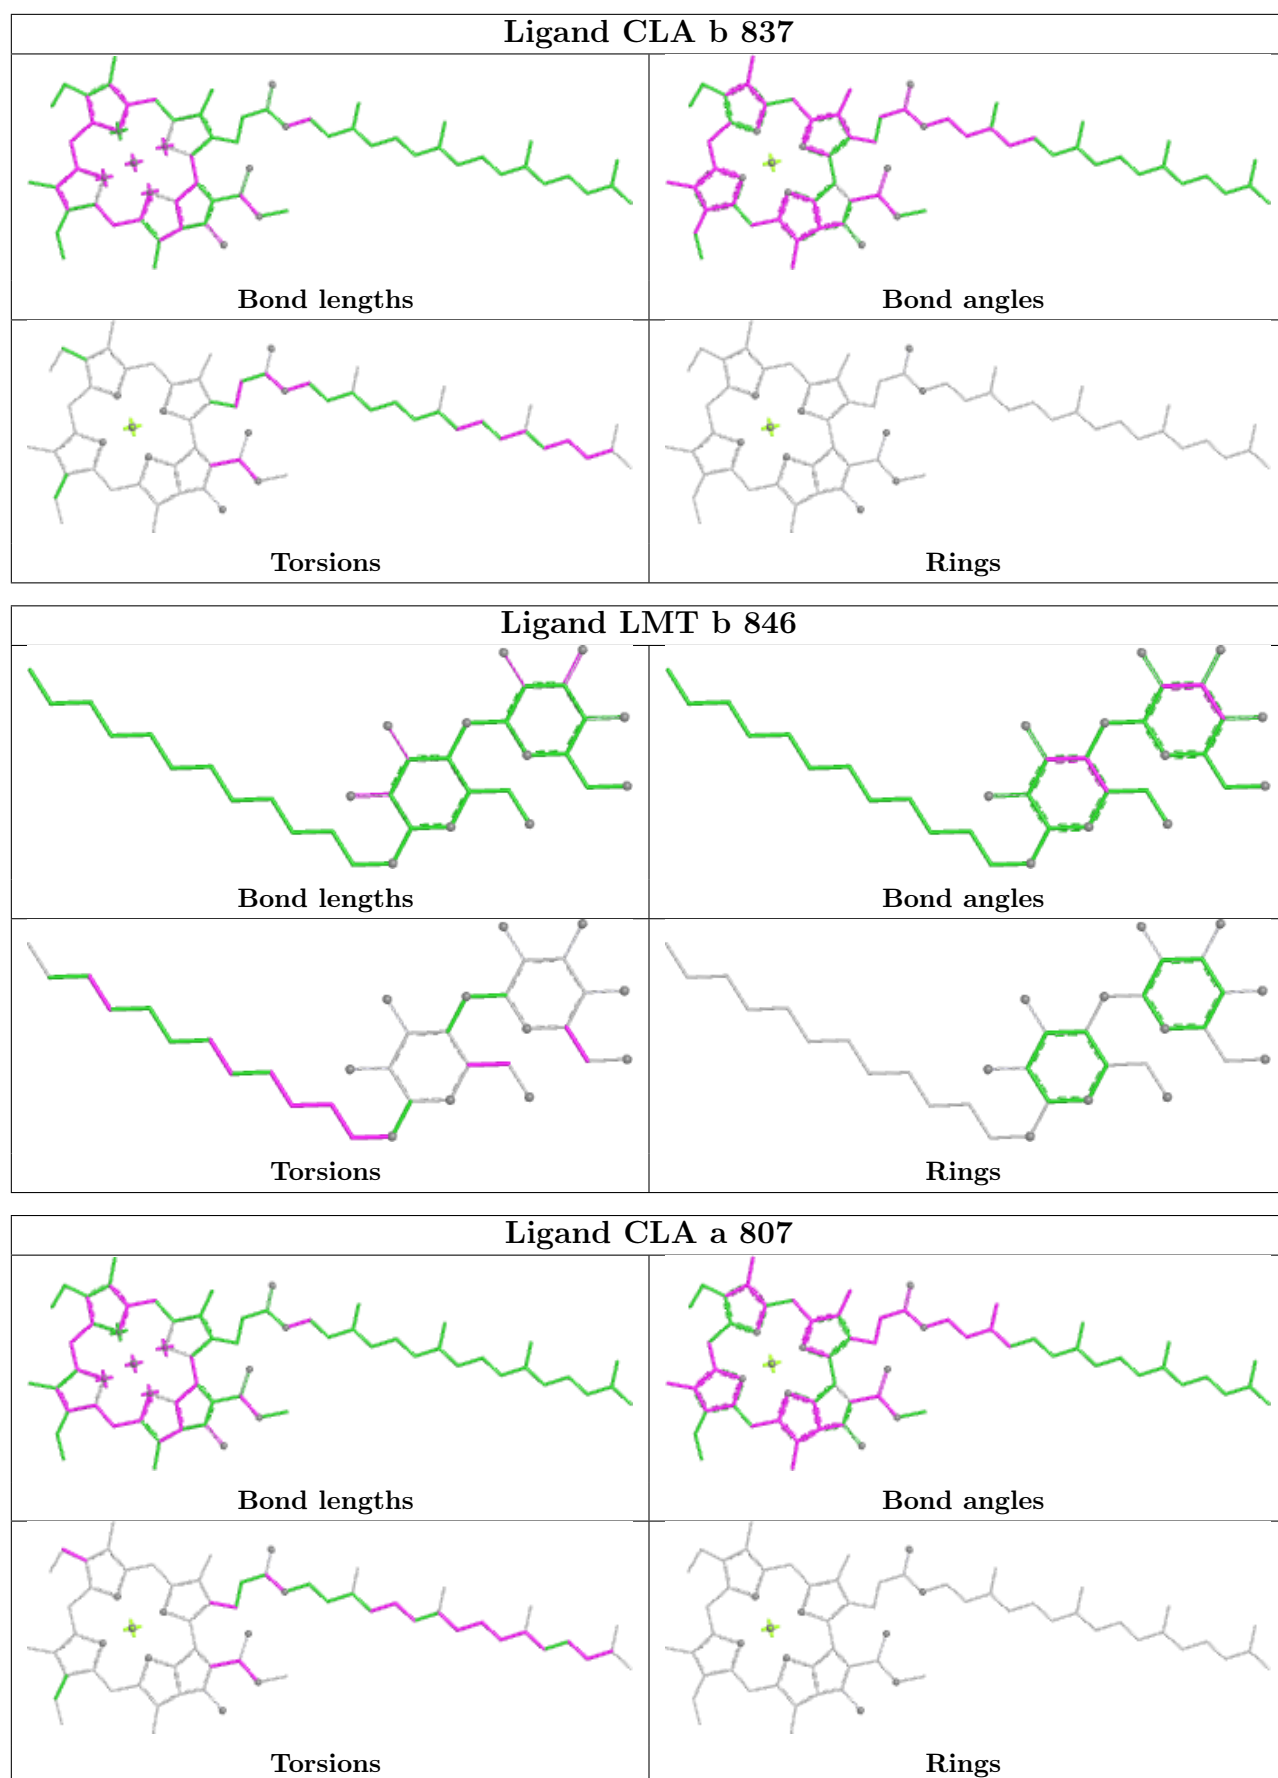 Ligand CLA b 837
Bond lengths
Bond angles
Torsions
Rings
Ligand LMT b 846
Bond lengths
Bond angles
Torsions
Rings
Ligand CLA a 807
Bond lengths
Bond angles
Torsions
Rings